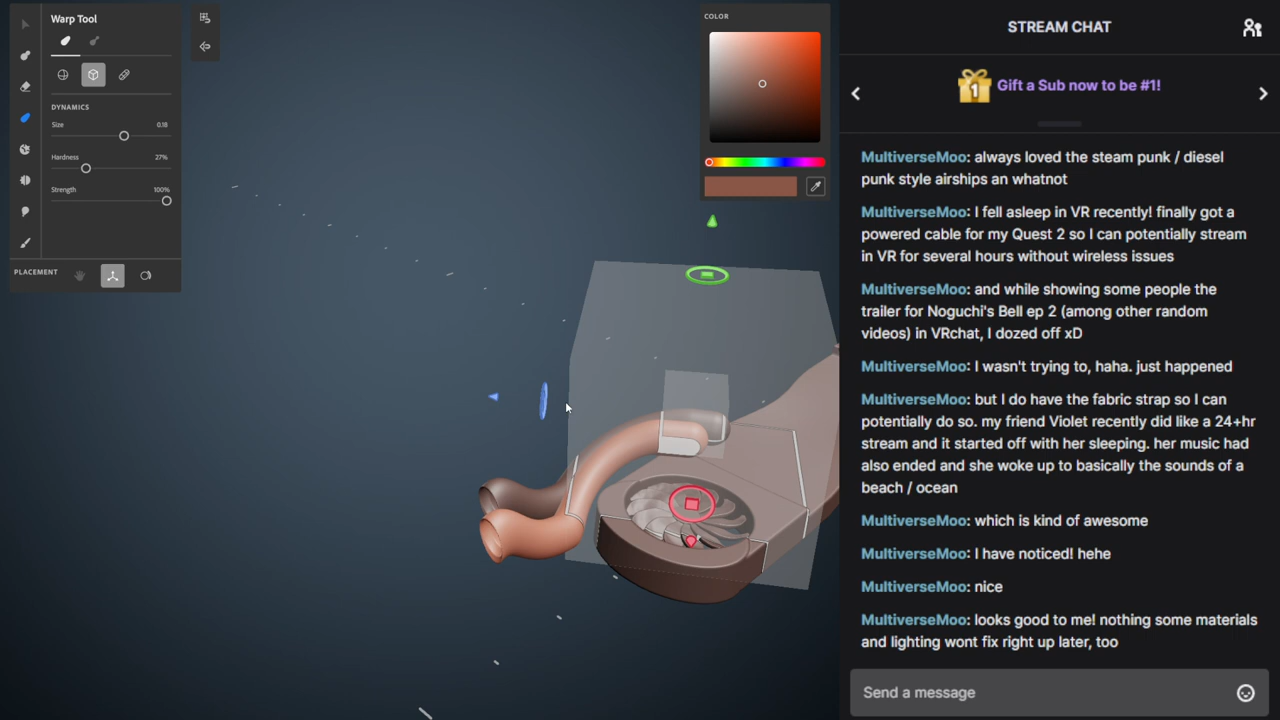 Warp Tool
DYNAMICS
Size 0.18
Hardness 27%
Strength 100%
PLACEMENT
COLOR
STREAM CHAT
1
Gift a Sub now to be #1!
MultiverseMoo: always loved the steam punk / diesel
punk style airships an whatnot
MultiverseMoo: I fell asleep in VR recently! finally got a
powered cable for my Quest 2 so I can potentially stream
in VR for several hours without wireless issues
MultiverseMoo: and while showing some people the
trailer for Noguchi's Bell ep 2 (among other random
videos) in VRchat, I dozed off xD
MultiverseMoo: I wasn't trying to, haha. just happened
MultiverseMoo: but I do have the fabric strap so I can
potentially do so. my friend Violet recently did like a 24+hr
stream and it started off with her sleeping. her music had
also ended and she woke up to basically the sounds of a
beach / ocean
MultiverseMoo: which is kind of awesome
MultiverseMoo: I have noticed! hehe
MultiverseMoo: nice
MultiverseMoo: looks good to me! nothing some materials
and lighting wont fix right up later, too
Send a message